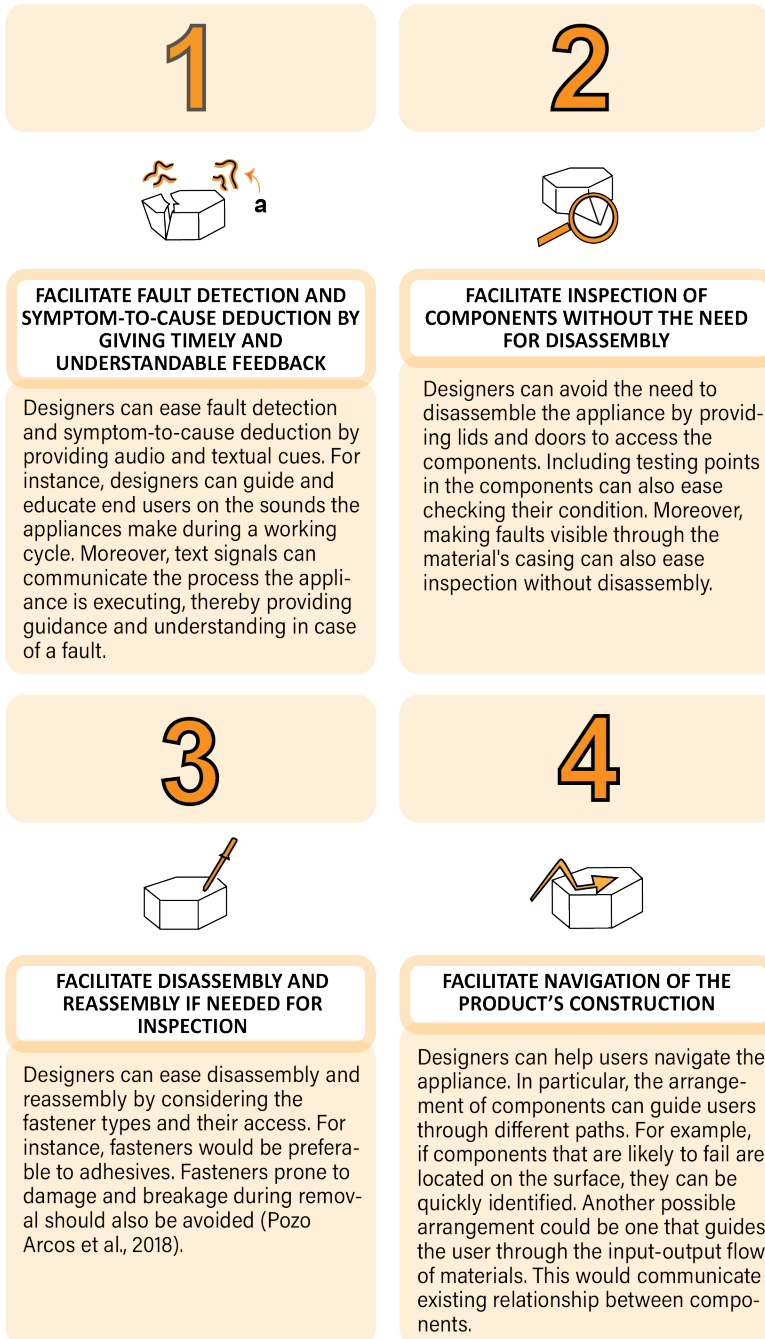 1
a
FACILITATE FAULT DETECTION AND
SYMPTOM-TO-CAUSE DEDUCTION BY
GIVING TIMELY AND
UNDERSTANDABLE FEEDBACK
Designers can ease fault detection
and symptom-to-cause deduction by
providing audio and textual cues. For
instance, designers can guide and
educate end users on the sounds the
appliances make during a working
cycle. Moreover, text signals can
communicate the process the appli-
ance is executing, thereby providing
guidance and understanding in case
of a fault.
2
FACILITATE INSPECTION OF
COMPONENTS WITHOUT THE NEED
FOR DISASSEMBLY
Designers can avoid the need to
disassemble the appliance by provid-
ing lids and doors to access the
components. Including testing points
in the components can also ease
checking their condition. Moreover,
making faults visible through the
material's casing can also ease
inspection without disassembly.
3
FACILITATE DISASSEMBLY AND
REASSEMBLY IF NEEDED FOR
INSPECTION
Designers can ease disassembly and
reassembly by considering the
fastener types and their access. For
instance, fasteners would be prefera-
ble to adhesives. Fasteners prone to
damage and breakage during remov-
al should also be avoided (Pozo
Arcos et al., 2018).
4
FACILITATE NAVIGATION OF THE
PRODUCT’S CONSTRUCTION
Designers can help users navigate the
appliance. In particular, the arrange-
ment of components can guide users
through different paths. For example,
if components that are likely to fail are
located on the surface, they can be
quickly identified. Another possible
arrangement could be one that guides
the user through the input-output flow
of materials. This would communicate
existing relationship between compo-
nents.